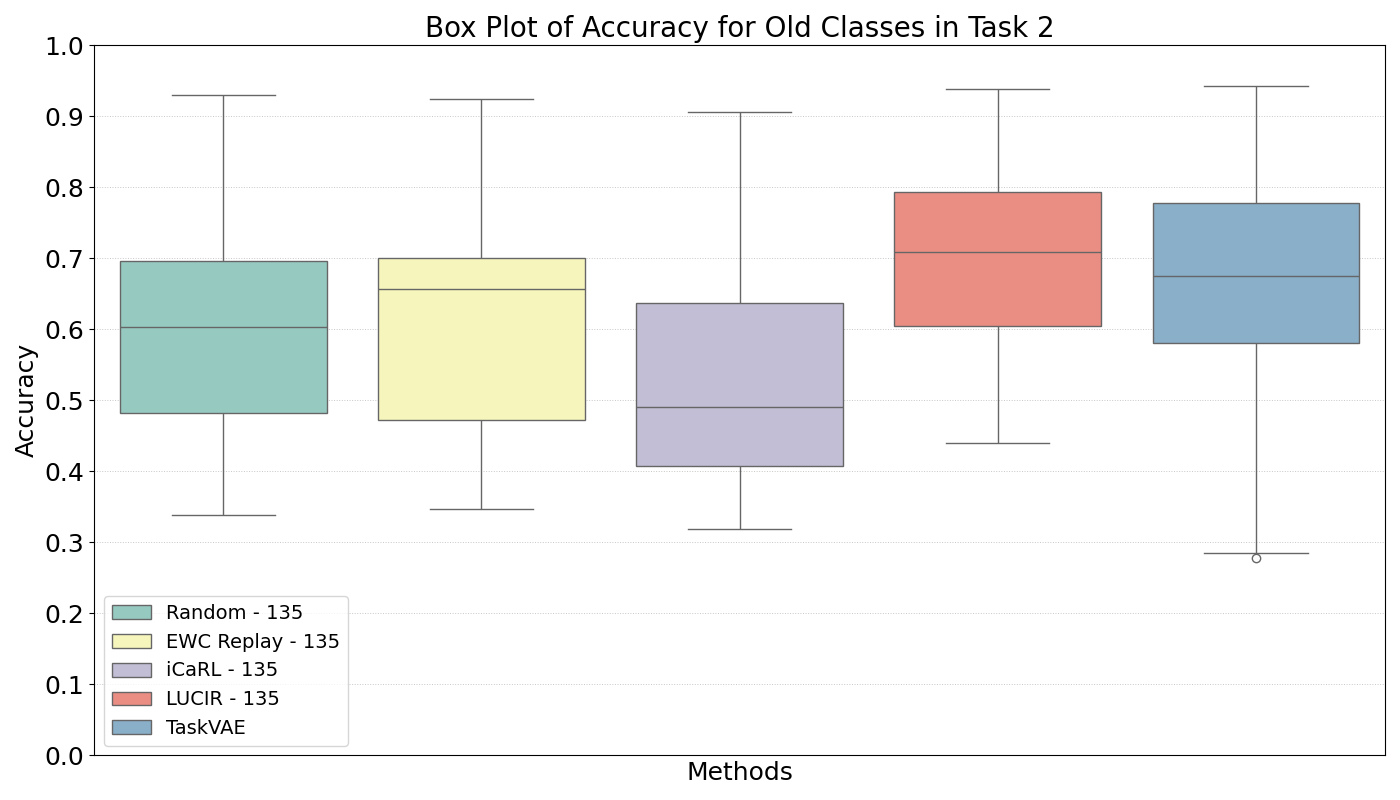 Box Plot of Accuracy for Old Classes in Task 2
1.0
0.9
0.8
0.7
0.6
0.5
0.4
0.3
0.2
0.1
0.0
Accuracy
Random - 135
EWC Replay - 135
iCaRL - 135
LUCIR - 135
TaskVAE
Methods